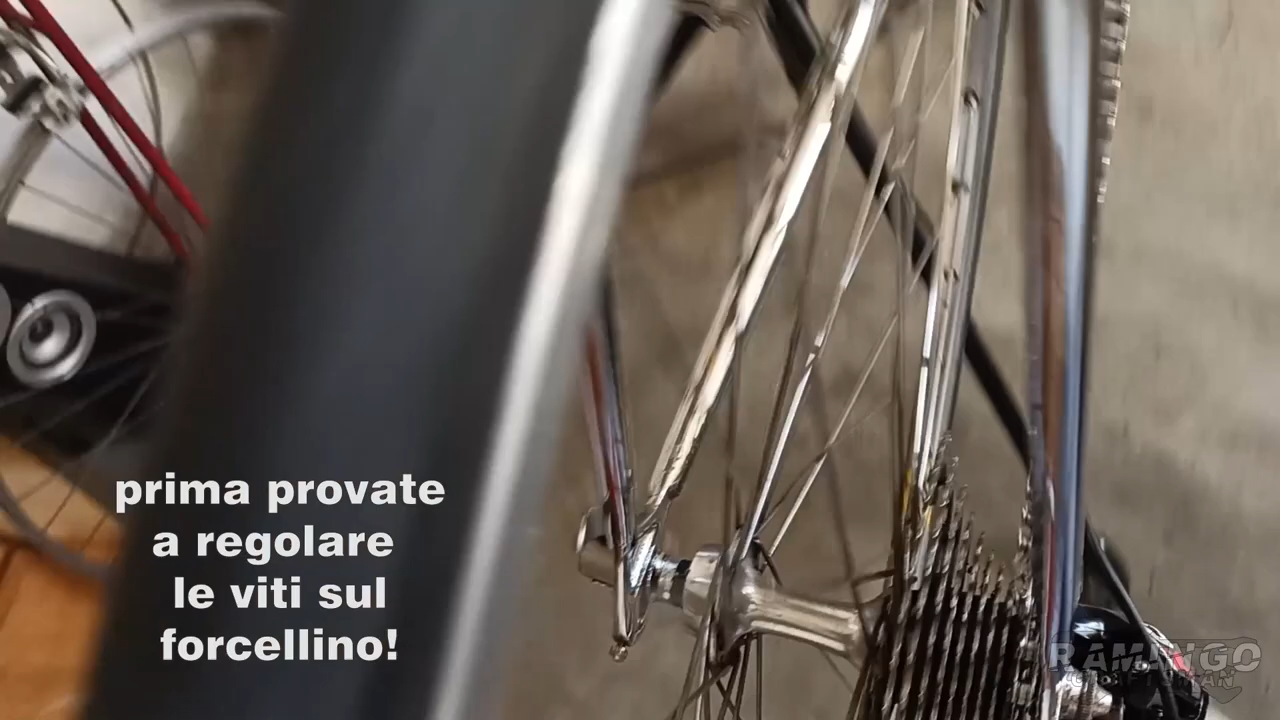 prima provate
a regolare
le viti sul
forcellino!
RAMINGO